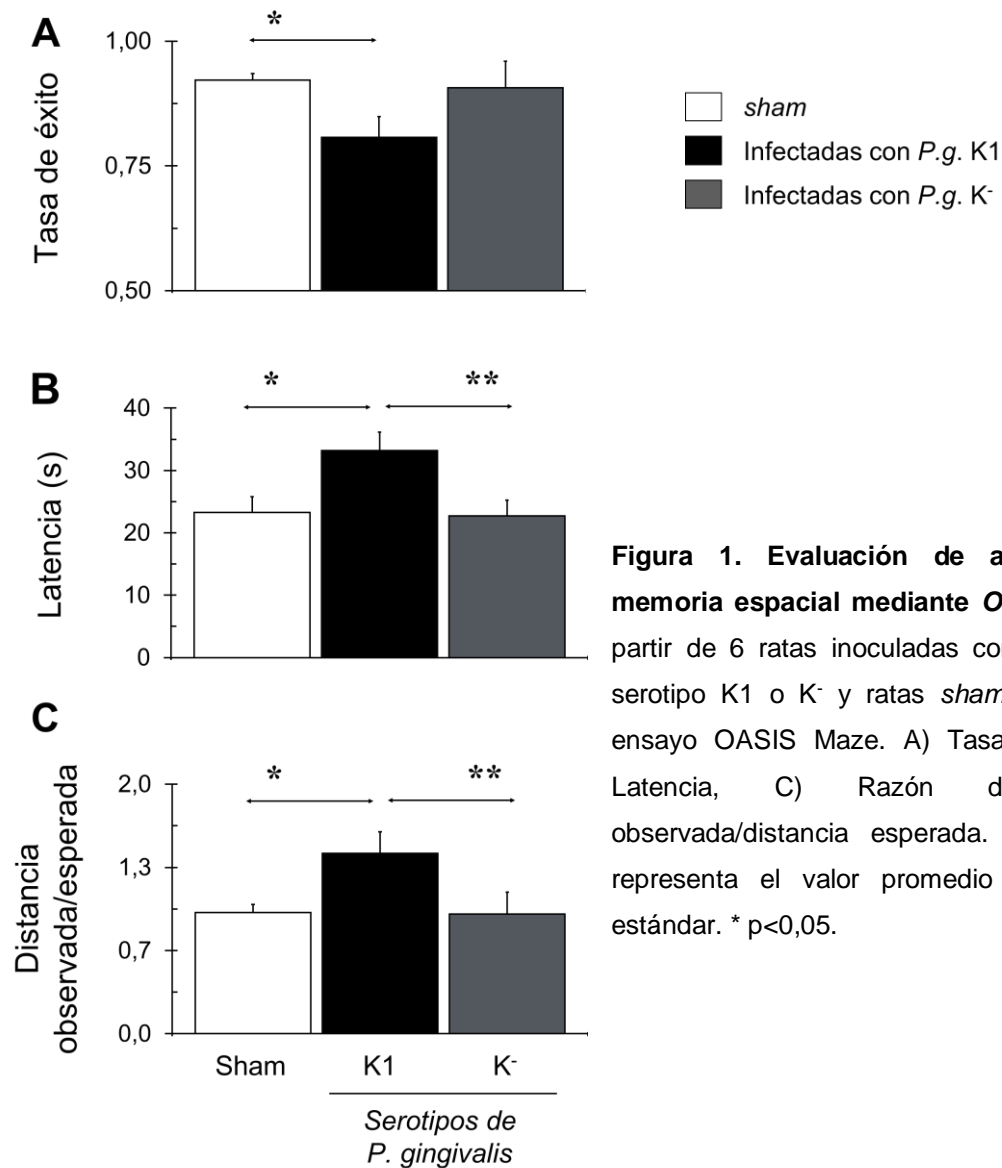 A
*
1,00
0,75
0,50
Tasa de éxito
sham
Infectadas con P.g. K1
Infectadas con P.g. K⁻
B
* **
40
30
20
10
0
Latencia (s)
C
* **
2,0
1,3
0,7
0,0
Distancia
observada/esperada
Sham K1 K⁻
Serotipos de
P. gingivalis
Figura 1. Evaluación de
memoria espacial mediante
partir de 6 ratas inoculadas
serotipo K1 o K⁻ y ratas sham
ensayo OASIS Maze. A) Tasa
Latencia, C) Razón
observada/distancia esperada.
representa el valor promedio
estándar. * p<0,05.